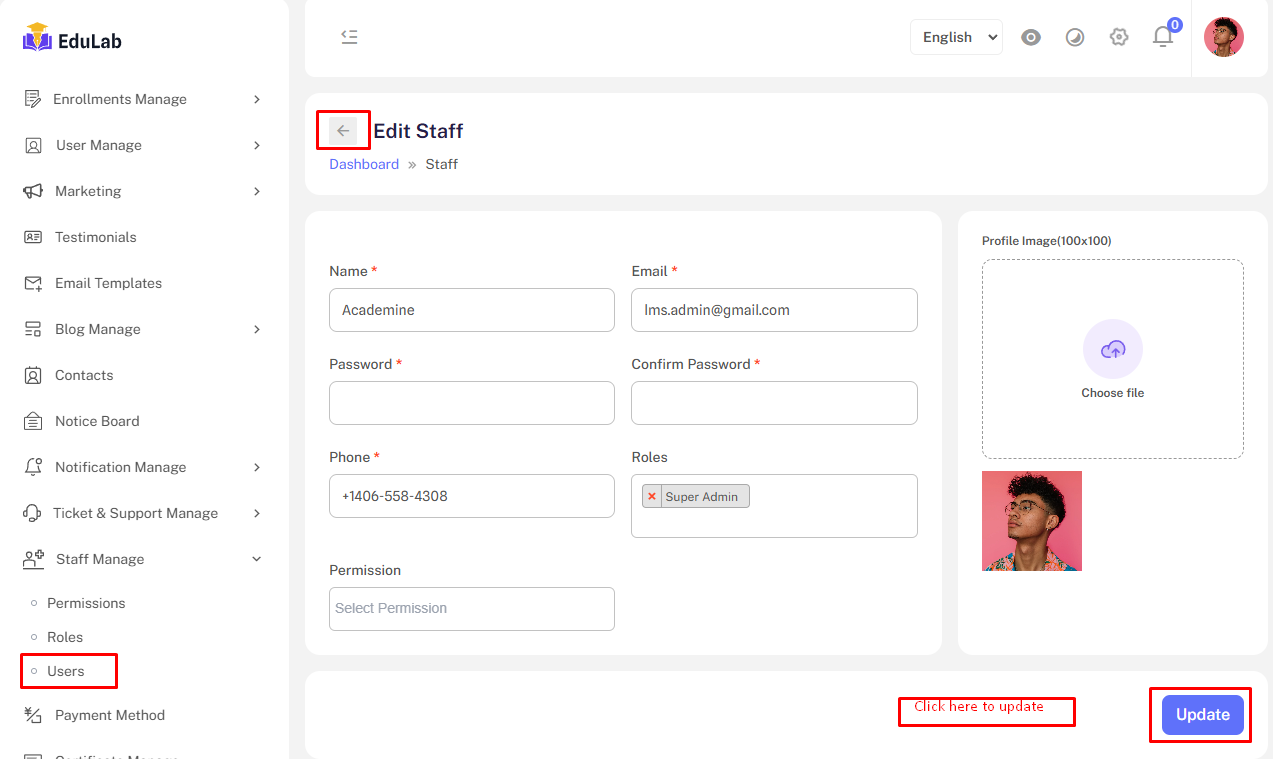 EduLab
Enrollments Manage
User Manage
Marketing
Testimonials
Email Templates
Blog Manage
Contacts
Notice Board
Notification Manage
Ticket & Support Manage
Staff Manage
Permissions
Roles
Users
Payment Method
English
0
Edit Staff
Dashboard » Staff
Name *
Email *
Academine
lms.admin@gmail.com
Password *
Confirm Password *
Phone *
Roles
+1406-558-4308
× Super Admin
Permission
Select Permission
Profile Image(100x100)
Choose file
Click here to update
Update